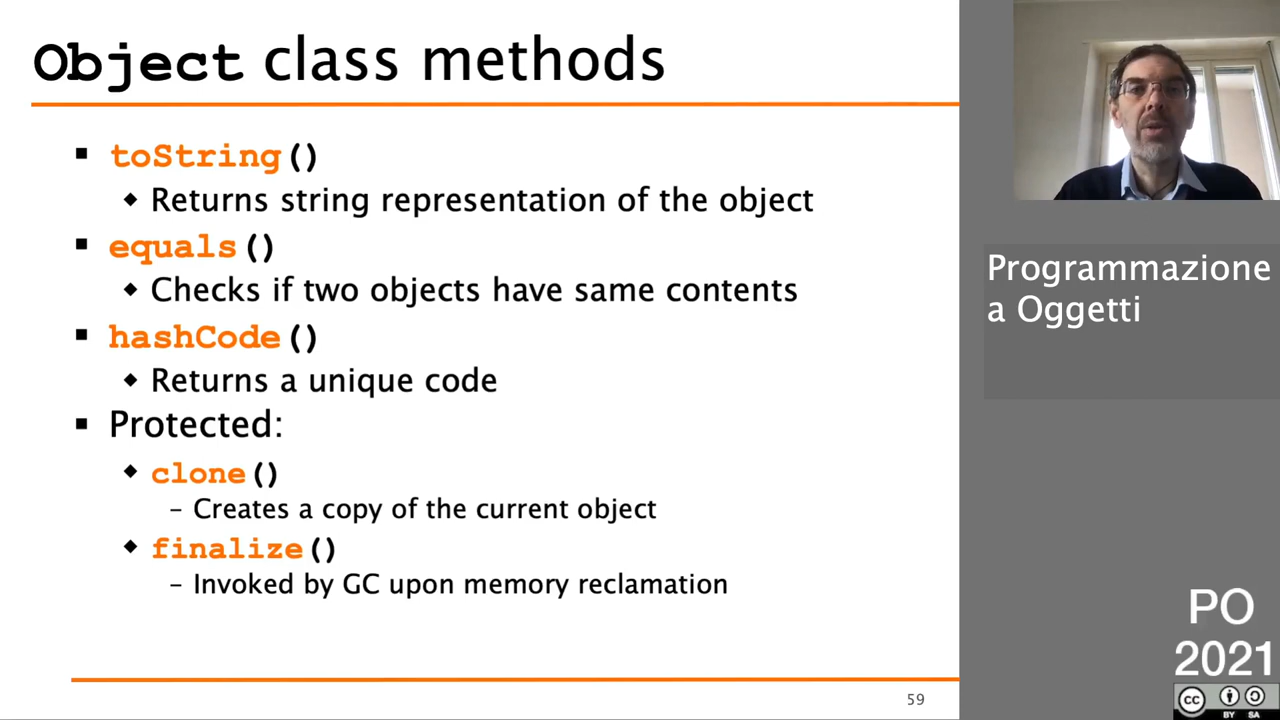 Object class methods
toString()
Returns string representation of the object
equals()
Checks if two objects have same contents
hashCode()
Returns a unique code
Protected:
clone()
– Creates a copy of the current object
finalize()
– Invoked by GC upon memory reclamation
59
Programmazione
a Oggetti
PO
2021
cc
BY SA